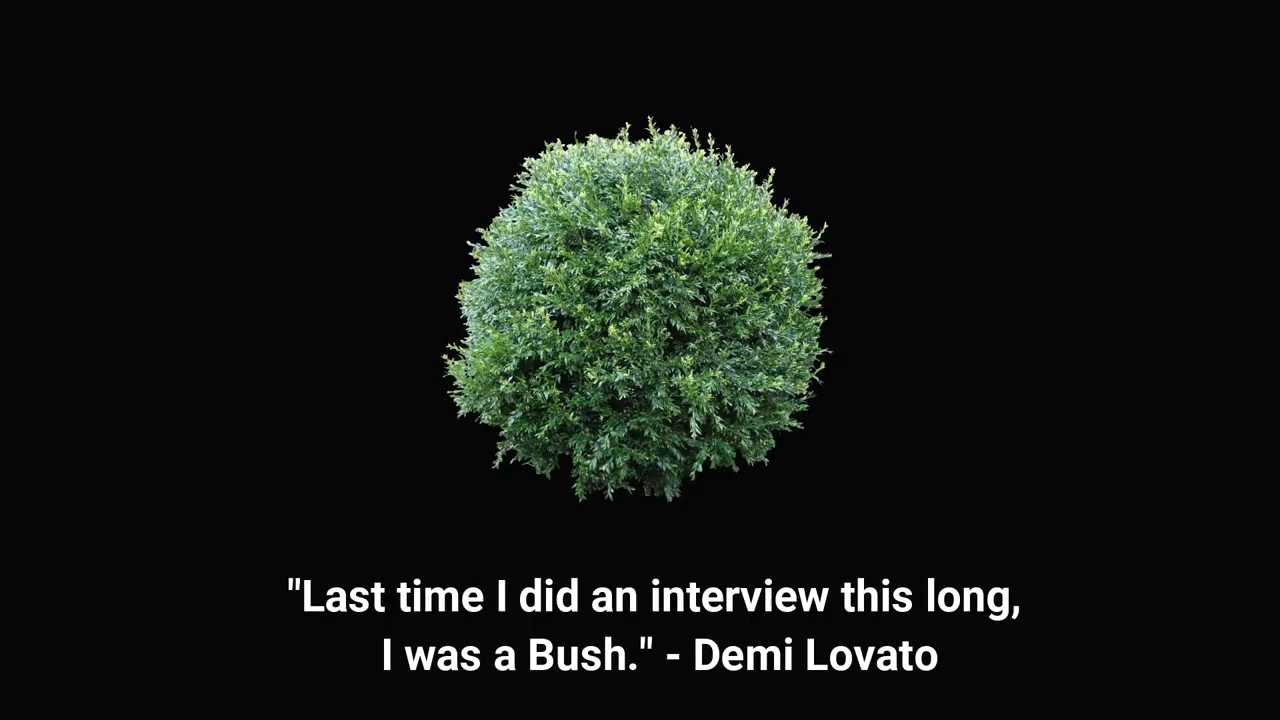 "Last time I did an interview this long,
I was a Bush." - Demi Lovato